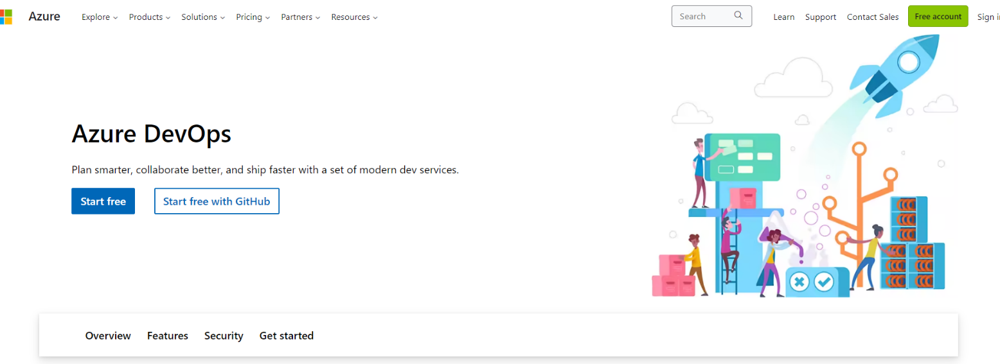 Azure Explore Products Solutions Pricing Partners Resources Search Learn Support Contact Sales Free account Sign
Azure DevOps
Plan smarter, collaborate better, and ship faster with a set of modern dev services.
Start free Start free with GitHub
Overview Features Security Get started